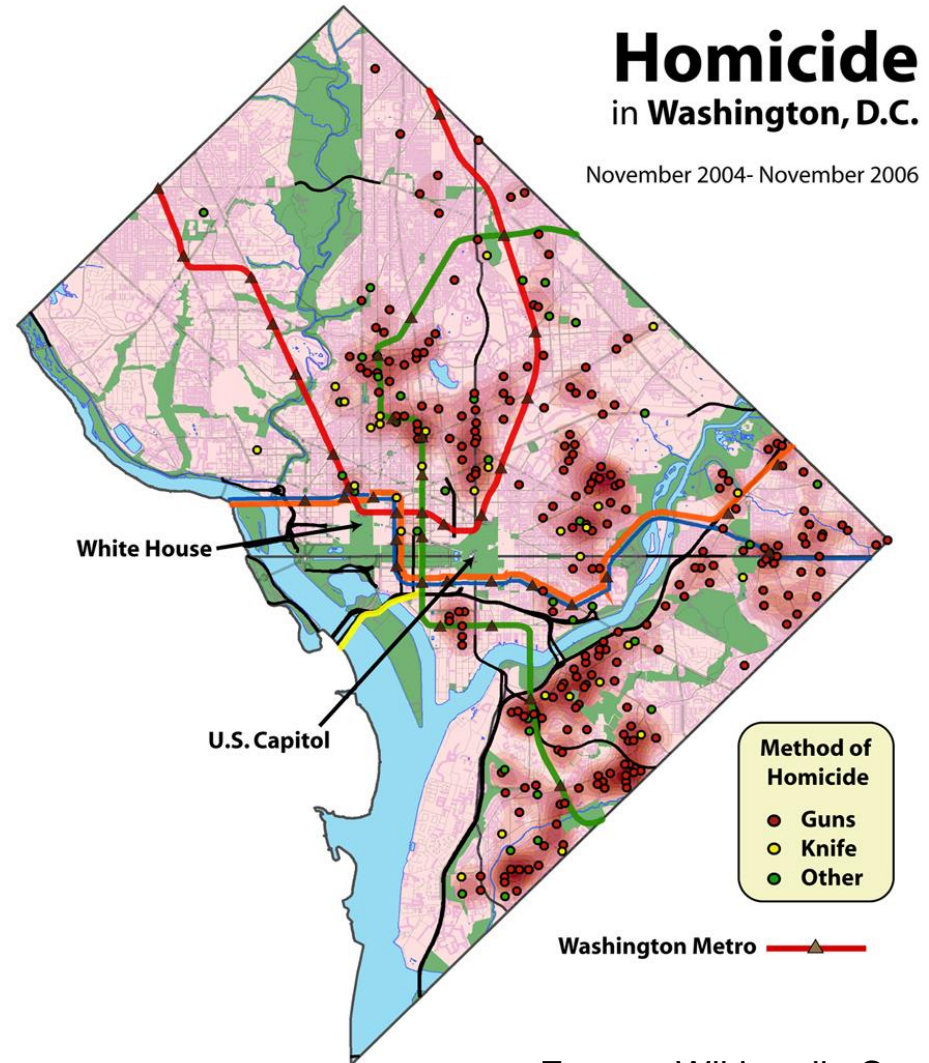 Homicide
in Washington, D.C.
November 2004- November 2006
White House
U.S. Capitol
Method of
Homicide
Guns
Knife
Other
Washington Metro